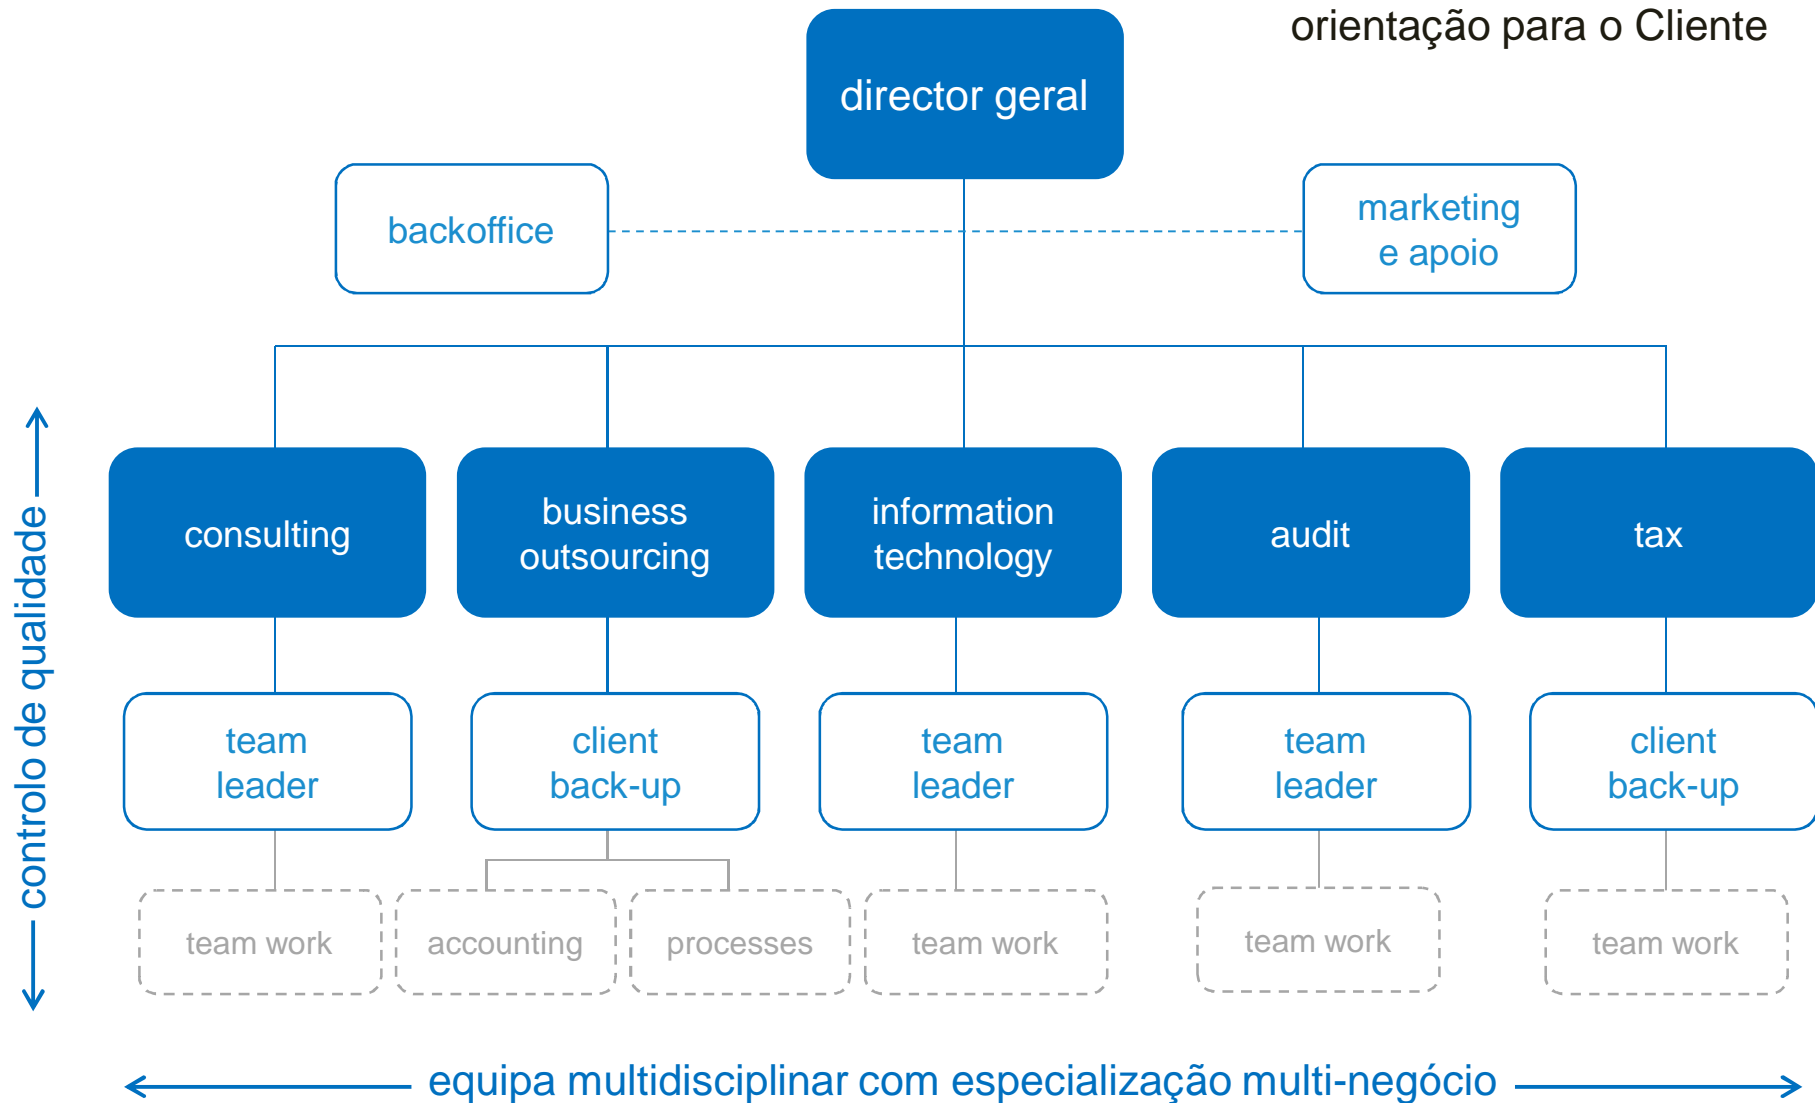 orientação para o Cliente
director geral
backoffice
marketing
e apoio
controlo de qualidade
consulting
business
outsourcing
information
technology
audit
tax
team
leader
client
back-up
team
leader
team
leader
client
back-up
team work
accounting
processes
team work
team work
team work
equipa multidisciplinar com especialização multi-negócio